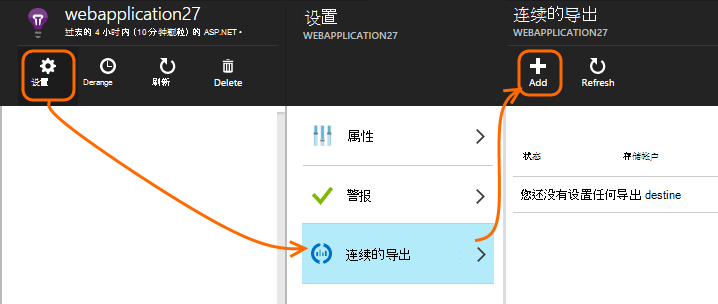 webapplication27
过去的 4 小时内 (10 分钟颗粒) 的 ASP.NET •
设置
Derange
刷新
Delete
设置
WEBAPPLICATION27
属性
警报
连续的导出
连续的导出
WEBAPPLICATION27
Add
Refresh
状态
存储帐户
您还没有设置任何导出 destine